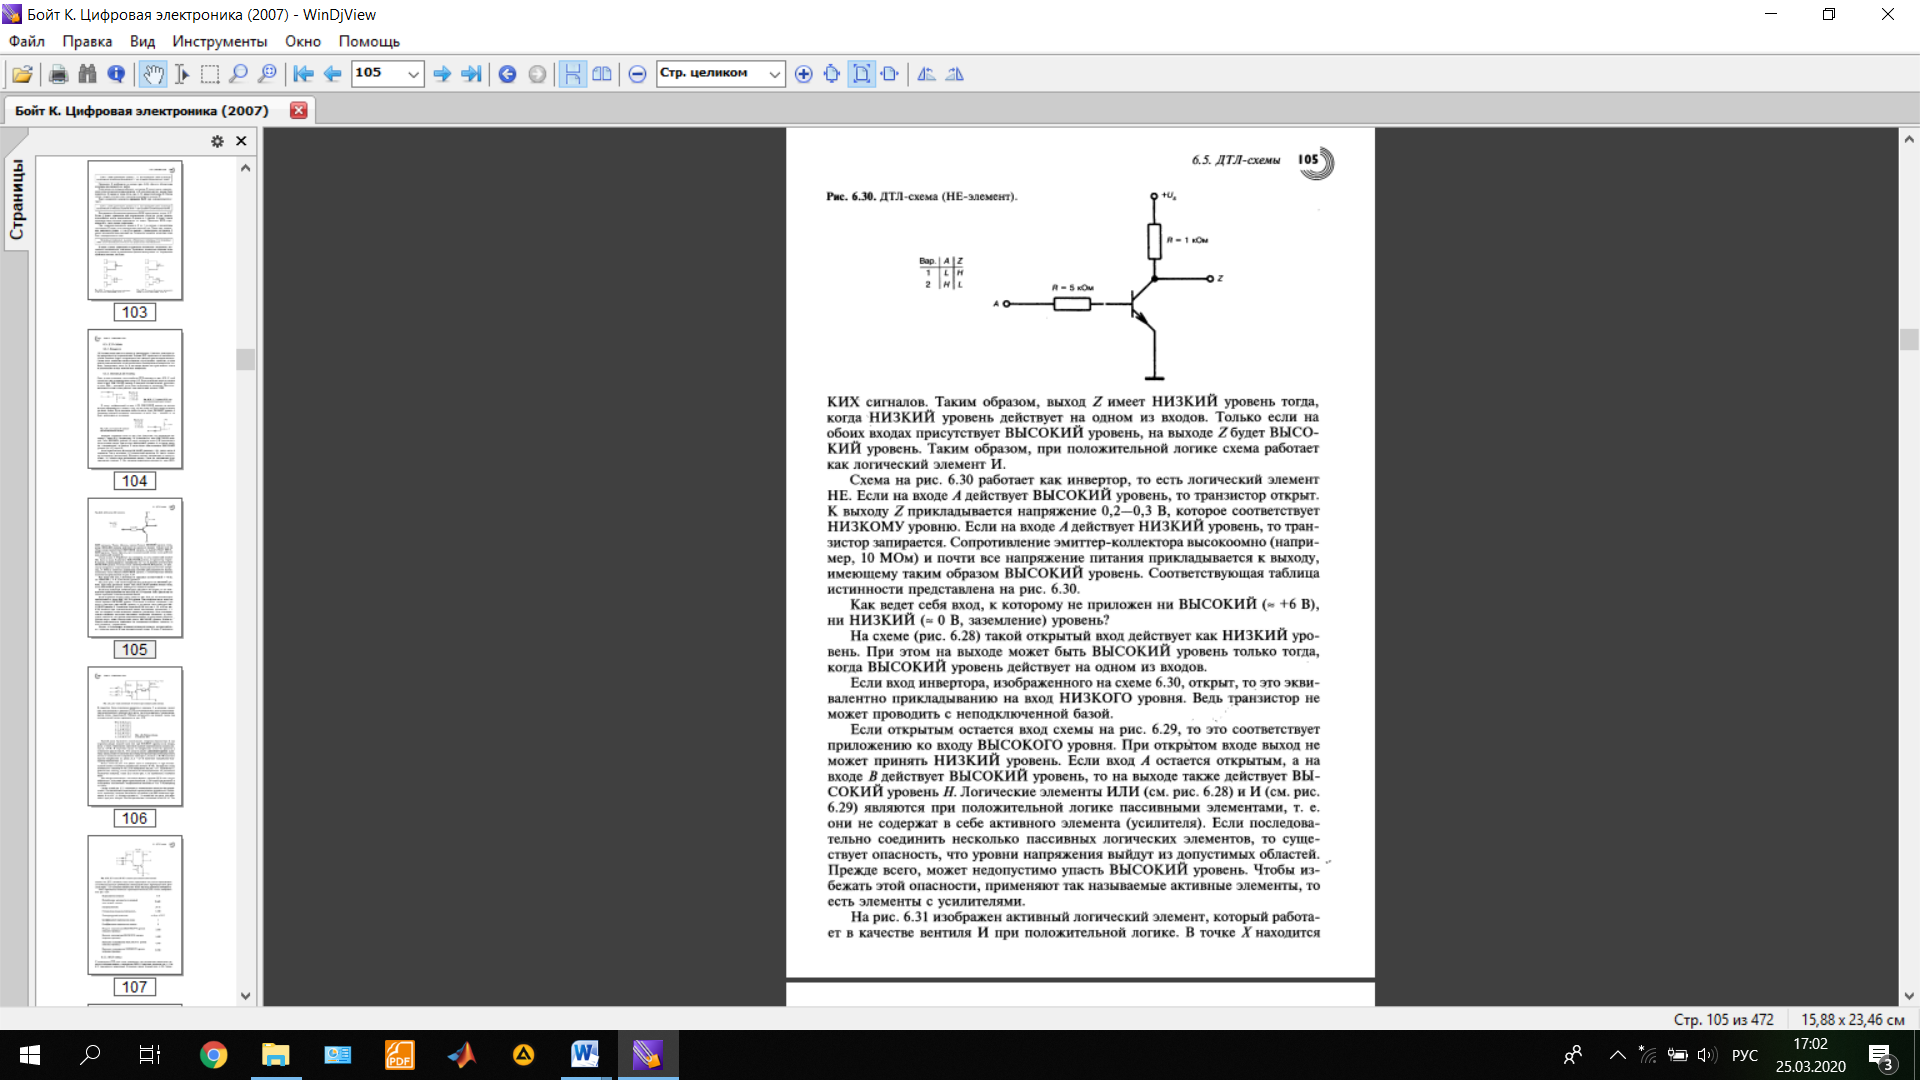 Бойт К. Цифровая электроника (2007) - WinDjView
Файл Правка Вид Инструменты Окно Помощь
105
Стр. целиком
Бойт К. Цифровая электроника (2007)
Страницы
103
104
105
106
107
6.5. ДТЛ-схемы 105
Рис. 6.30. ДТЛ-схема (НЕ-элемент).
+Us
R = 1 кОм
Вар. A Z
1 L H
2 H L
Z
R = 5 кОм
A
КИХ сигналов. Таким образом, выход Z имеет НИЗКИЙ уровень тогда,
когда НИЗКИЙ уровень действует на одном из входов. Только если на
обоих входах присутствует ВЫСОКИЙ уровень, на выходе Z будет ВЫСО-
КИЙ уровень. Таким образом, при положительной логике схема работает
как логический элемент И.
Схема на рис. 6.30 работает как инвертор, то есть логический элемент
НЕ. Если на входе A действует ВЫСОКИЙ уровень, то транзистор открыт.
К выходу Z прикладывается напряжение 0,2—0,3 В, которое соответствует
НИЗКОМУ уровню. Если на входе A действует НИЗКИЙ уровень, то тран-
зистор запирается. Сопротивление эмиттер-коллектора высокоомно (напри-
мер, 10 МОм) и почти все напряжение питания прикладывается к выходу,
имеющему таким образом ВЫСОКИЙ уровень. Соответствующая таблица
истинности представлена на рис. 6.30.
Как ведет себя вход, к которому не приложен ни ВЫСОКИЙ (≈ +6 В),
ни НИЗКИЙ (≈ 0 В, заземление) уровень?
На схеме (рис. 6.28) такой открытый вход действует как НИЗКИЙ уро-
вень. При этом на выходе может быть ВЫСОКИЙ уровень только тогда,
когда ВЫСОКИЙ уровень действует на одном из входов.
Если вход инвертора, изображенного на схеме 6.30, открыт, то это экви-
валентно прикладыванию на вход НИЗКОГО уровня. Ведь транзистор не
может проводить с неподключенной базой.
Если открытым остается вход схемы на рис. 6.29, то это соответствует
приложению ко входу ВЫСОКОГО уровня. При открытом входе выход не
может принять НИЗКИЙ уровень. Если вход A остается открытым, а на
входе B действует ВЫСОКИЙ уровень, то на выходе также действует ВЫ-
СОКИЙ уровень H. Логические элементы ИЛИ (см. рис. 6.28) и И (см. рис.
6.29) являются при положительной логике пассивными элементами, т. е.
они не содержат в себе активного элемента (усилителя). Если последова-
тельно соединить несколько пассивных логических элементов, то суще-
ствует опасность, что уровни напряжения выйдут из допустимых областей.
Прежде всего, может недопустимо упасть ВЫСОКИЙ уровень. Чтобы из-
бежать этой опасности, применяют так называемые активные элементы, то
есть элементы с усилителями.
На рис. 6.31 изображен активный логический элемент, который работа-
ет в качестве вентиля И при положительной логике. В точке X находится
Стр. 105 из 472 15,88 x 23,46 см
РУС
17:02
25.03.2020
3